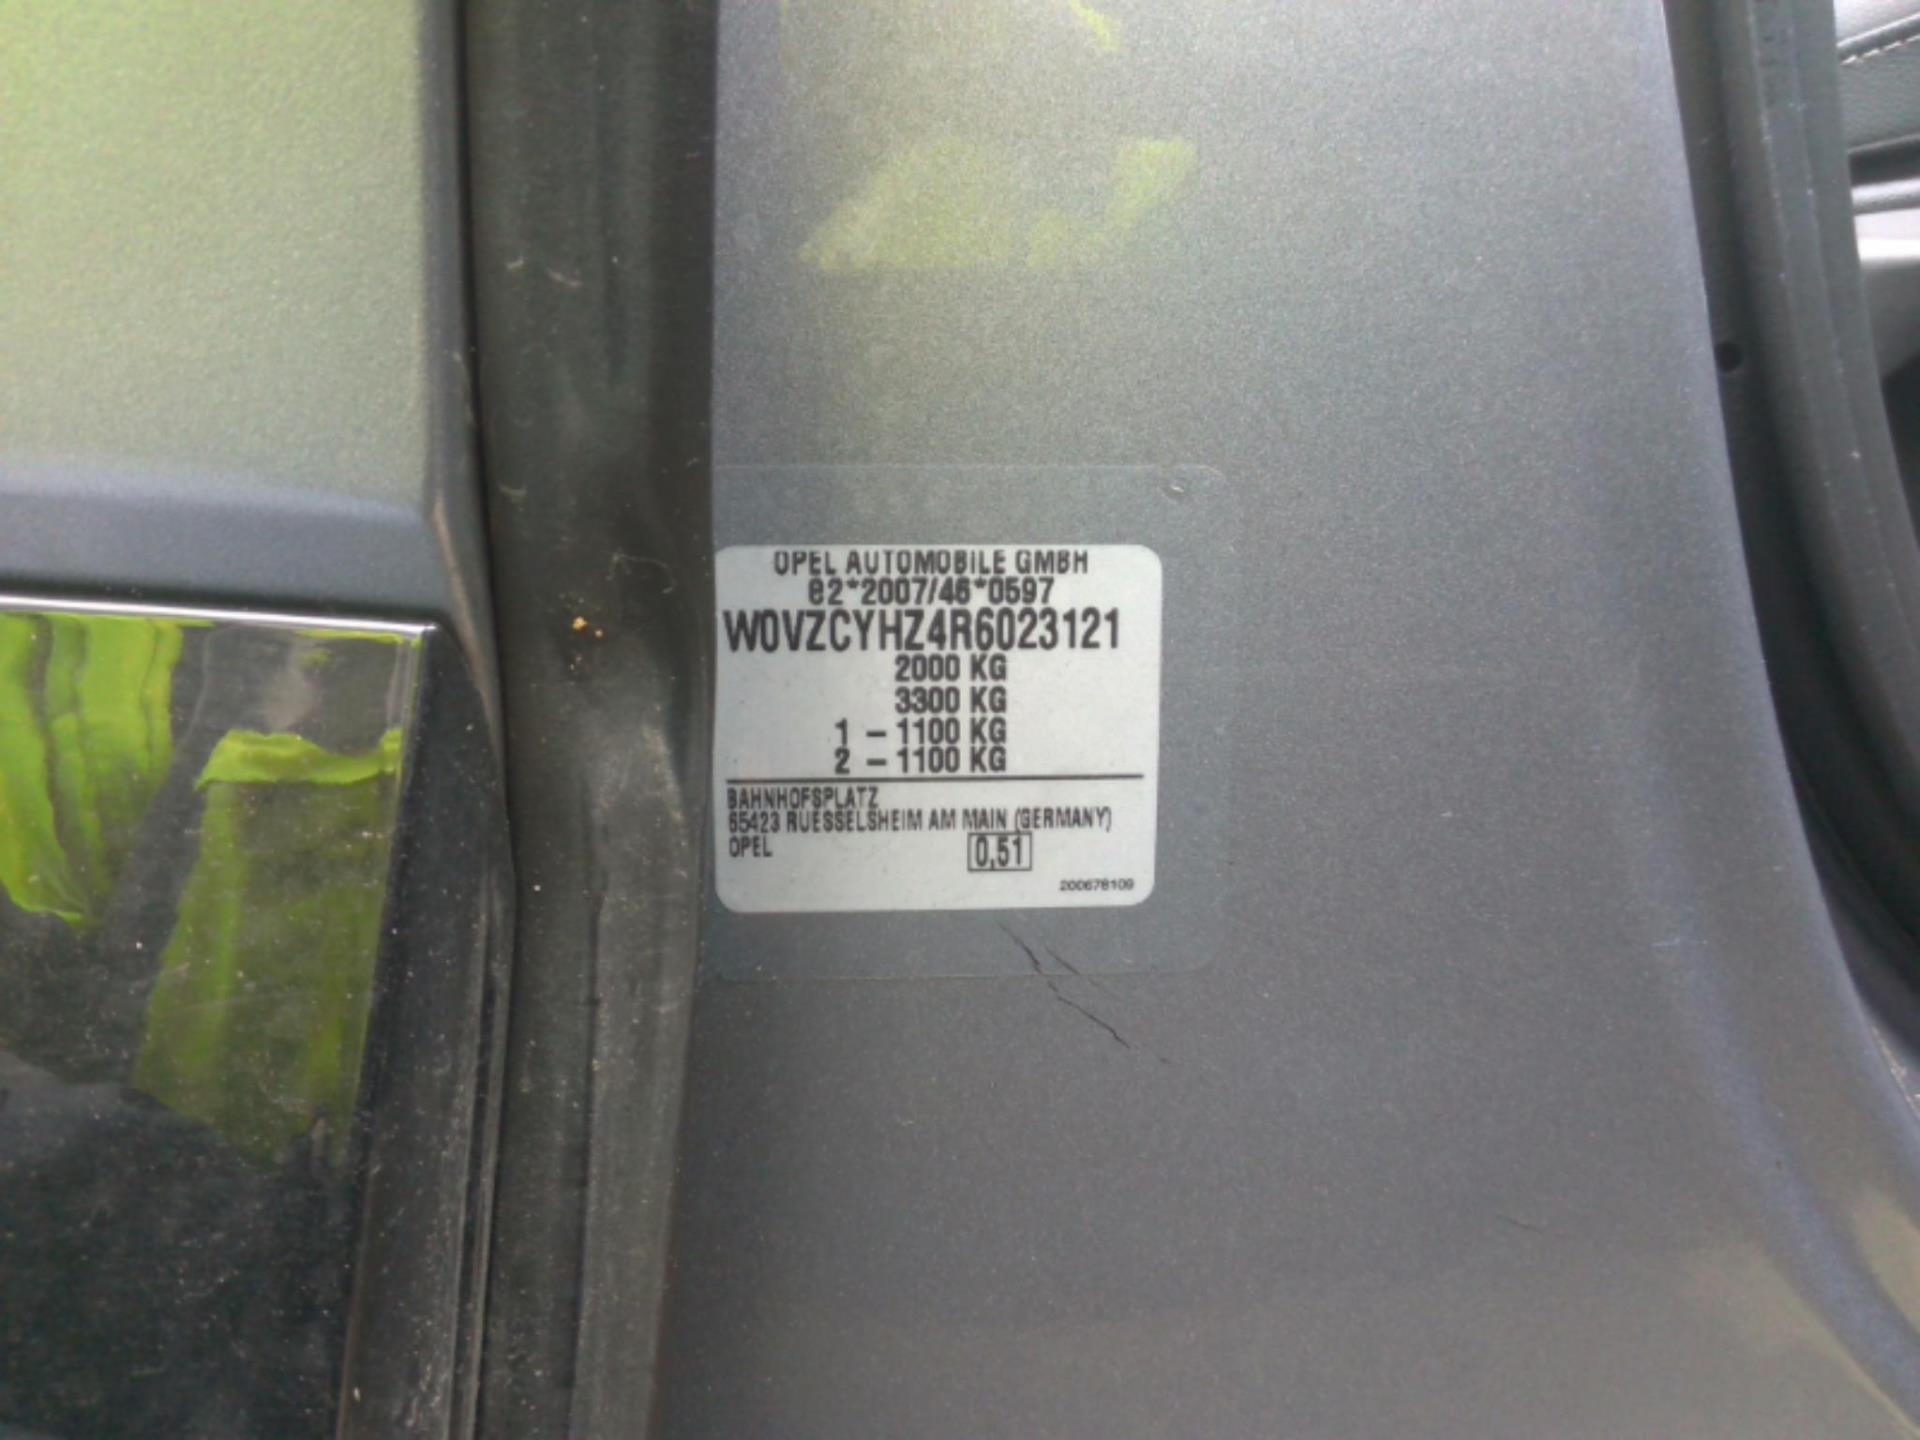 OPEL AUTOMOBILE GMBH
e2*2007/46*0597
W0VZCYHZ4R6023121
2000 KG
3300 KG
1 - 1100 KG
2 - 1100 KG
BAHNHOFSPLATZ
65423 RUESSELSHEIM AM MAIN (GERMANY)
OPEL 0,51
200678109